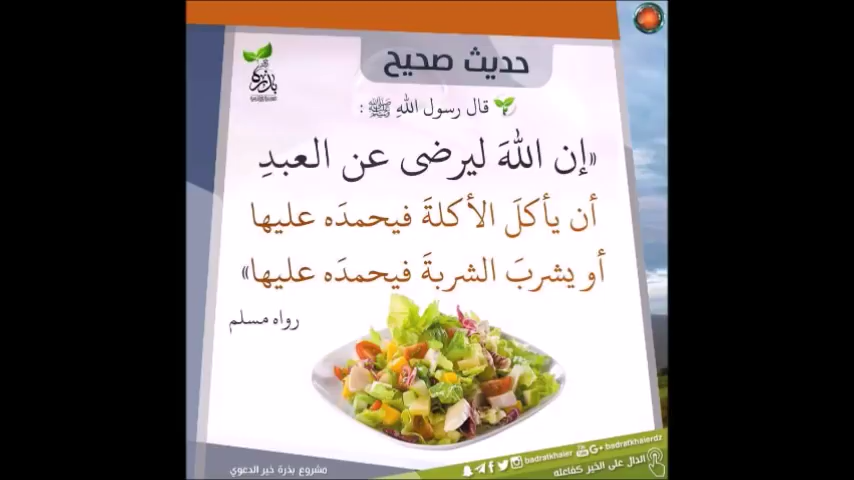 حديث صحيح
قال رسول اللهِ ﷺ :
«إن اللهَ ليرضى عن العبدِ
أن يأكلَ الأكلةَ فيحمدَه عليها
أو يشربَ الشربةَ فيحمدَه عليها»
رواه مسلم
badratkhaier
badratkhaierdz
الدال على الخير كفاعله
مشروع بذرة خير الدعوي